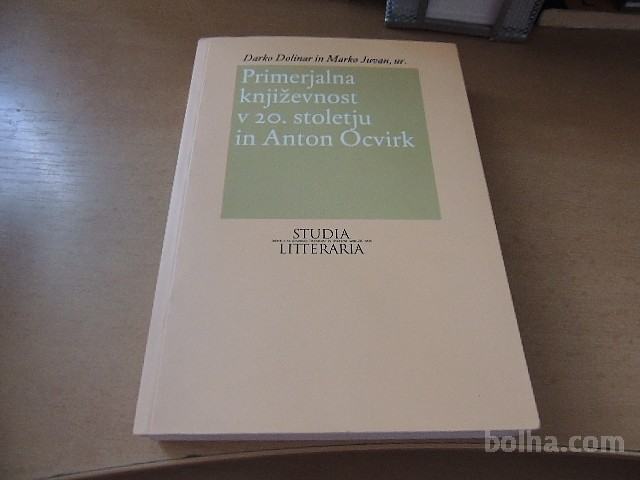 Darko Dolinar in Marko Juvan, ur.
Primerjalna
književnost
v 20. stoletju
in Anton Ocvirk
STUDIA
LITTERARIA
bolha.com